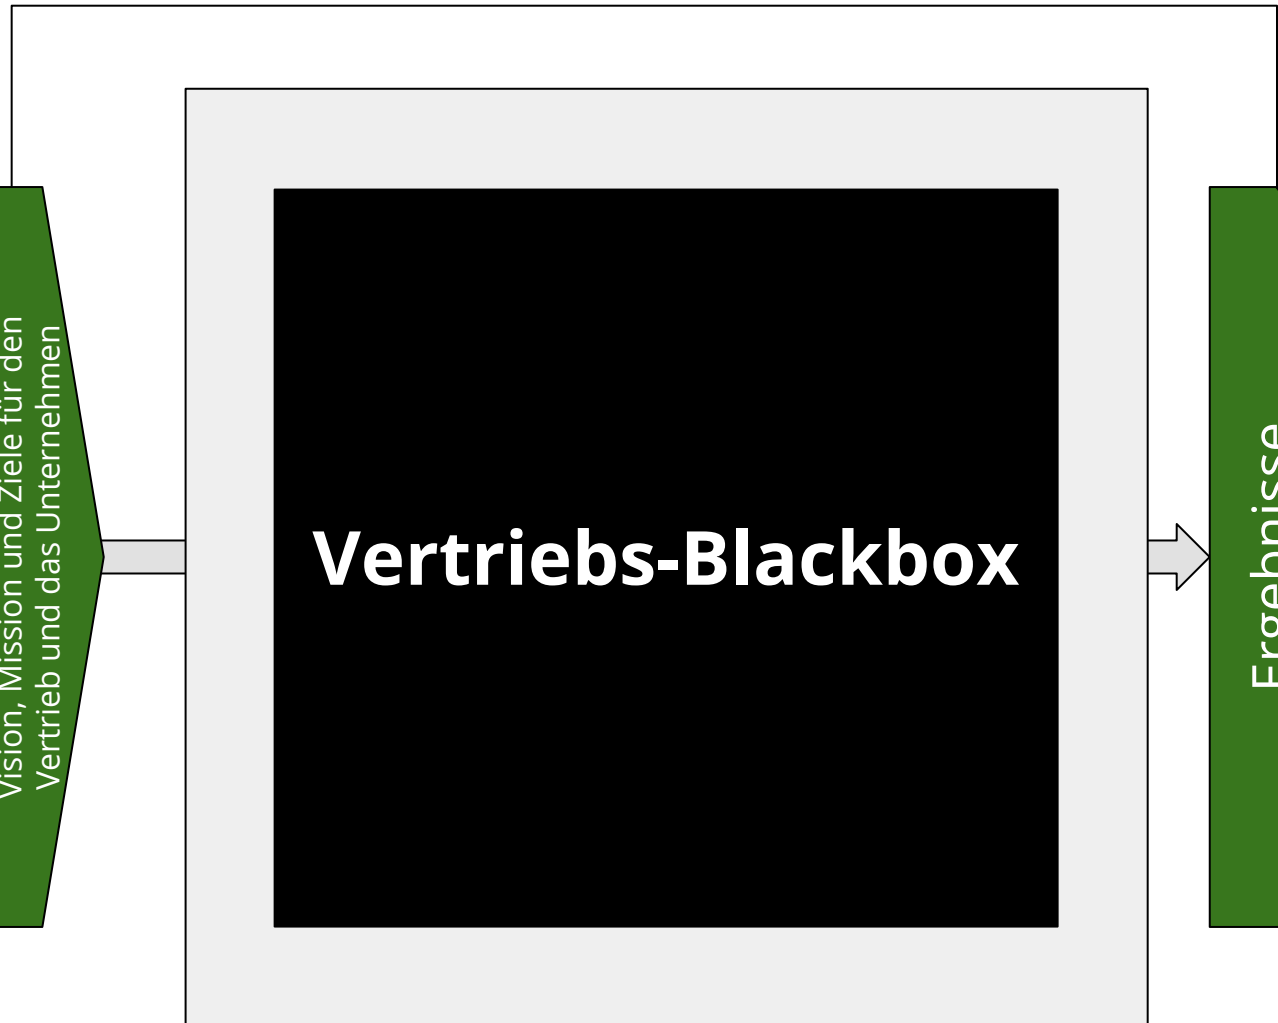 Vision, Mission und Ziele für den
Vertrieb und das Unternehmen
Vertriebs-Blackbox
Ergebnisse